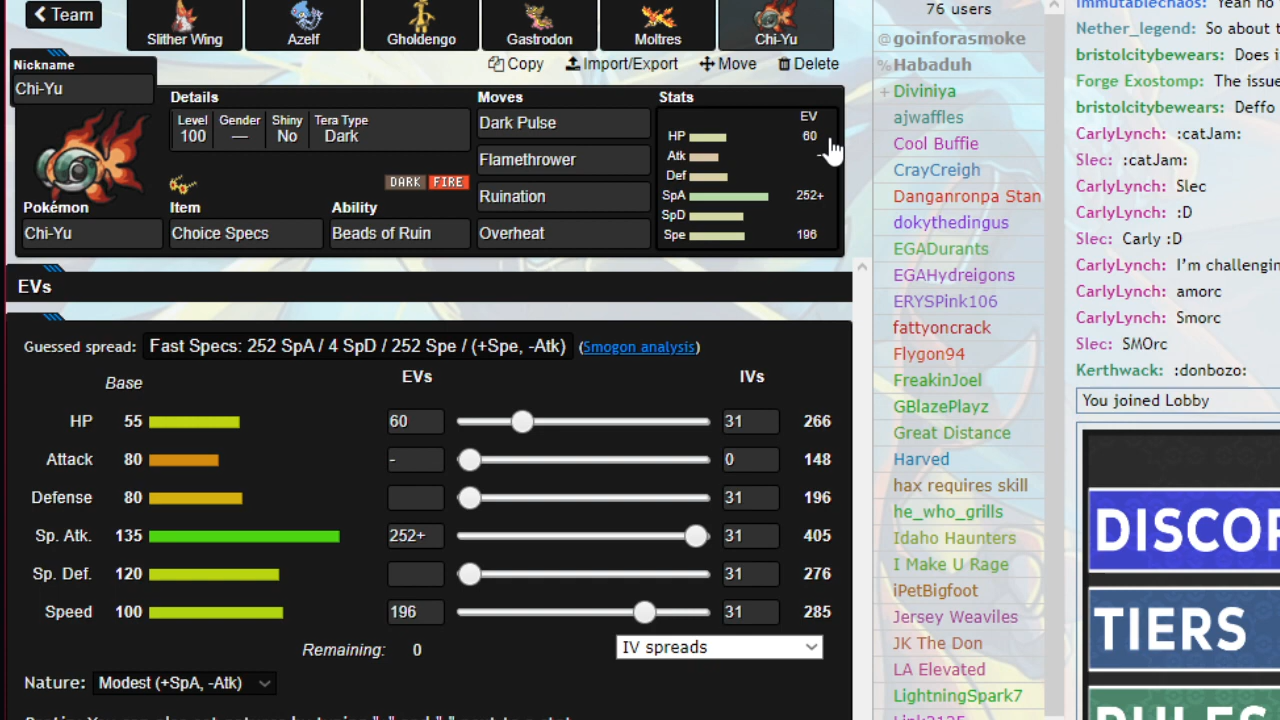 Team
Slither Wing
Azelf
Gholdengo
Gastrodon
Moltres
Chi-Yu
Copy
Import/Export
Move
Delete
Nickname
Chi-Yu
Details
Level
100
Gender
—
Shiny
No
Tera Type
Dark
DARK FIRE
Pokémon
Chi-Yu
Item
Choice Specs
Ability
Beads of Ruin
Moves
Dark Pulse
Flamethrower
Ruination
Overheat
Stats
EV
HP 60
Atk -
Def
SpA 252+
SpD
Spe 196
EVs
Guessed spread: Fast Specs: 252 SpA / 4 SpD / 252 Spe / (+Spe, -Atk) (Smogon analysis)
Base EVs IVs
HP 55 60 31 266
Attack 80 - 0 148
Defense 80 31 196
Sp. Atk. 135 252+ 31 405
Sp. Def. 120 31 276
Speed 100 196 31 285
Remaining: 0
IV spreads
Nature: Modest (+SpA, -Atk)
76 users
@goinforasmoke
%Habaduh
+Diviniya
ajwaffles
Cool Buffie
CrayCreigh
Danganronpa Stan
dokythedingus
EGADurants
EGAHydreigons
ERYSPink106
fattyoncrack
Flygon94
FreakinJoel
GBlazePlayz
Great Distance
Harved
hax requires skill
he_who_grills
Idaho Haunters
I Make U Rage
iPetBigfoot
Jersey Weaviles
JK The Don
LA Elevated
LightningSpark7
Immutablechaos: Yeah no
Nether_legend: So about t
bristolcitybewears: Does i
Forge Exostomp: The issue
bristolcitybewears: Deffo
CarlyLynch: :catJam:
Slec: :catJam:
CarlyLynch: Slec
CarlyLynch: :D
Slec: Carly :D
CarlyLynch: I'm challengin
CarlyLynch: amorc
CarlyLynch: Smorc
Slec: SMOrc
Kerthwack: :donbozo:
You joined Lobby
DISCOR
TIERS
RULES